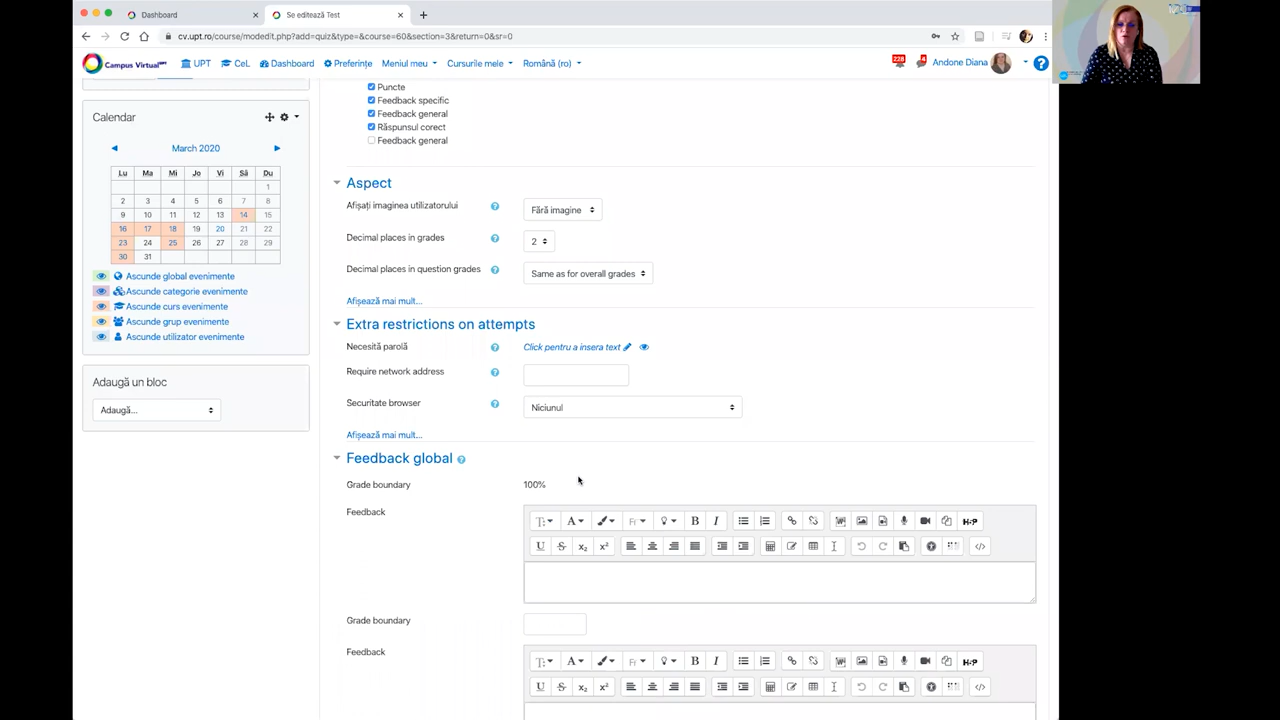 Dashboard
Se editează Test
cv.upt.ro/course/modedit.php?add=quiz&type=&course=60&section=3&return=0&sr=0
Campus Virtual UPT
UPT
CeL
Dashboard
Preferințe
Meniul meu
Cursurile mele
Română (ro)
228
4
Andone Diana
Calendar
March 2020
Lu Ma Mi Jo Vi Sâ Du
1
2 3 4 5 6 7 8
9 10 11 12 13 14 15
16 17 18 19 20 21 22
23 24 25 26 27 28 29
30 31
Ascunde global evenimente
Ascunde categorie evenimente
Ascunde curs evenimente
Ascunde grup evenimente
Ascunde utilizator evenimente
Adaugă un bloc
Adaugă...
Puncte
Feedback specific
Feedback general
Răspunsul corect
Feedback general
Aspect
Afișați imaginea utilizatorului
Fără imagine
Decimal places in grades
2
Decimal places in question grades
Same as for overall grades
Afișează mai mult...
Extra restrictions on attempts
Necesită parolă
Click pentru a insera text
Require network address
Securitate browser
Niciunul
Afișează mai mult...
Feedback global
Grade boundary
100%
Feedback
Grade boundary
Feedback